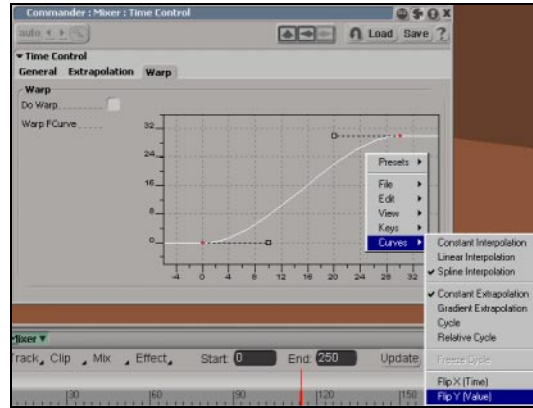 Commander : Mixer : Time Control
auto
Load Save ?
Time Control
General Extrapolation Warp
Warp
Do Warp
Warp FCurve
32
24
16
8
0
-4 0 4 8 12 16 20 24 28 32
Presets
File
Edit
View
Keys
Curves
Constant Interpolation
Linear Interpolation
Spline Interpolation
Constant Extrapolation
Gradient Extrapolation
Cycle
Relative Cycle
Freeze Cycle
Flip X (Time)
Flip Y (Value)
Mixer
Track Clip Mix Effect Start: 0 End: 250 Update
30 60 90 120 150